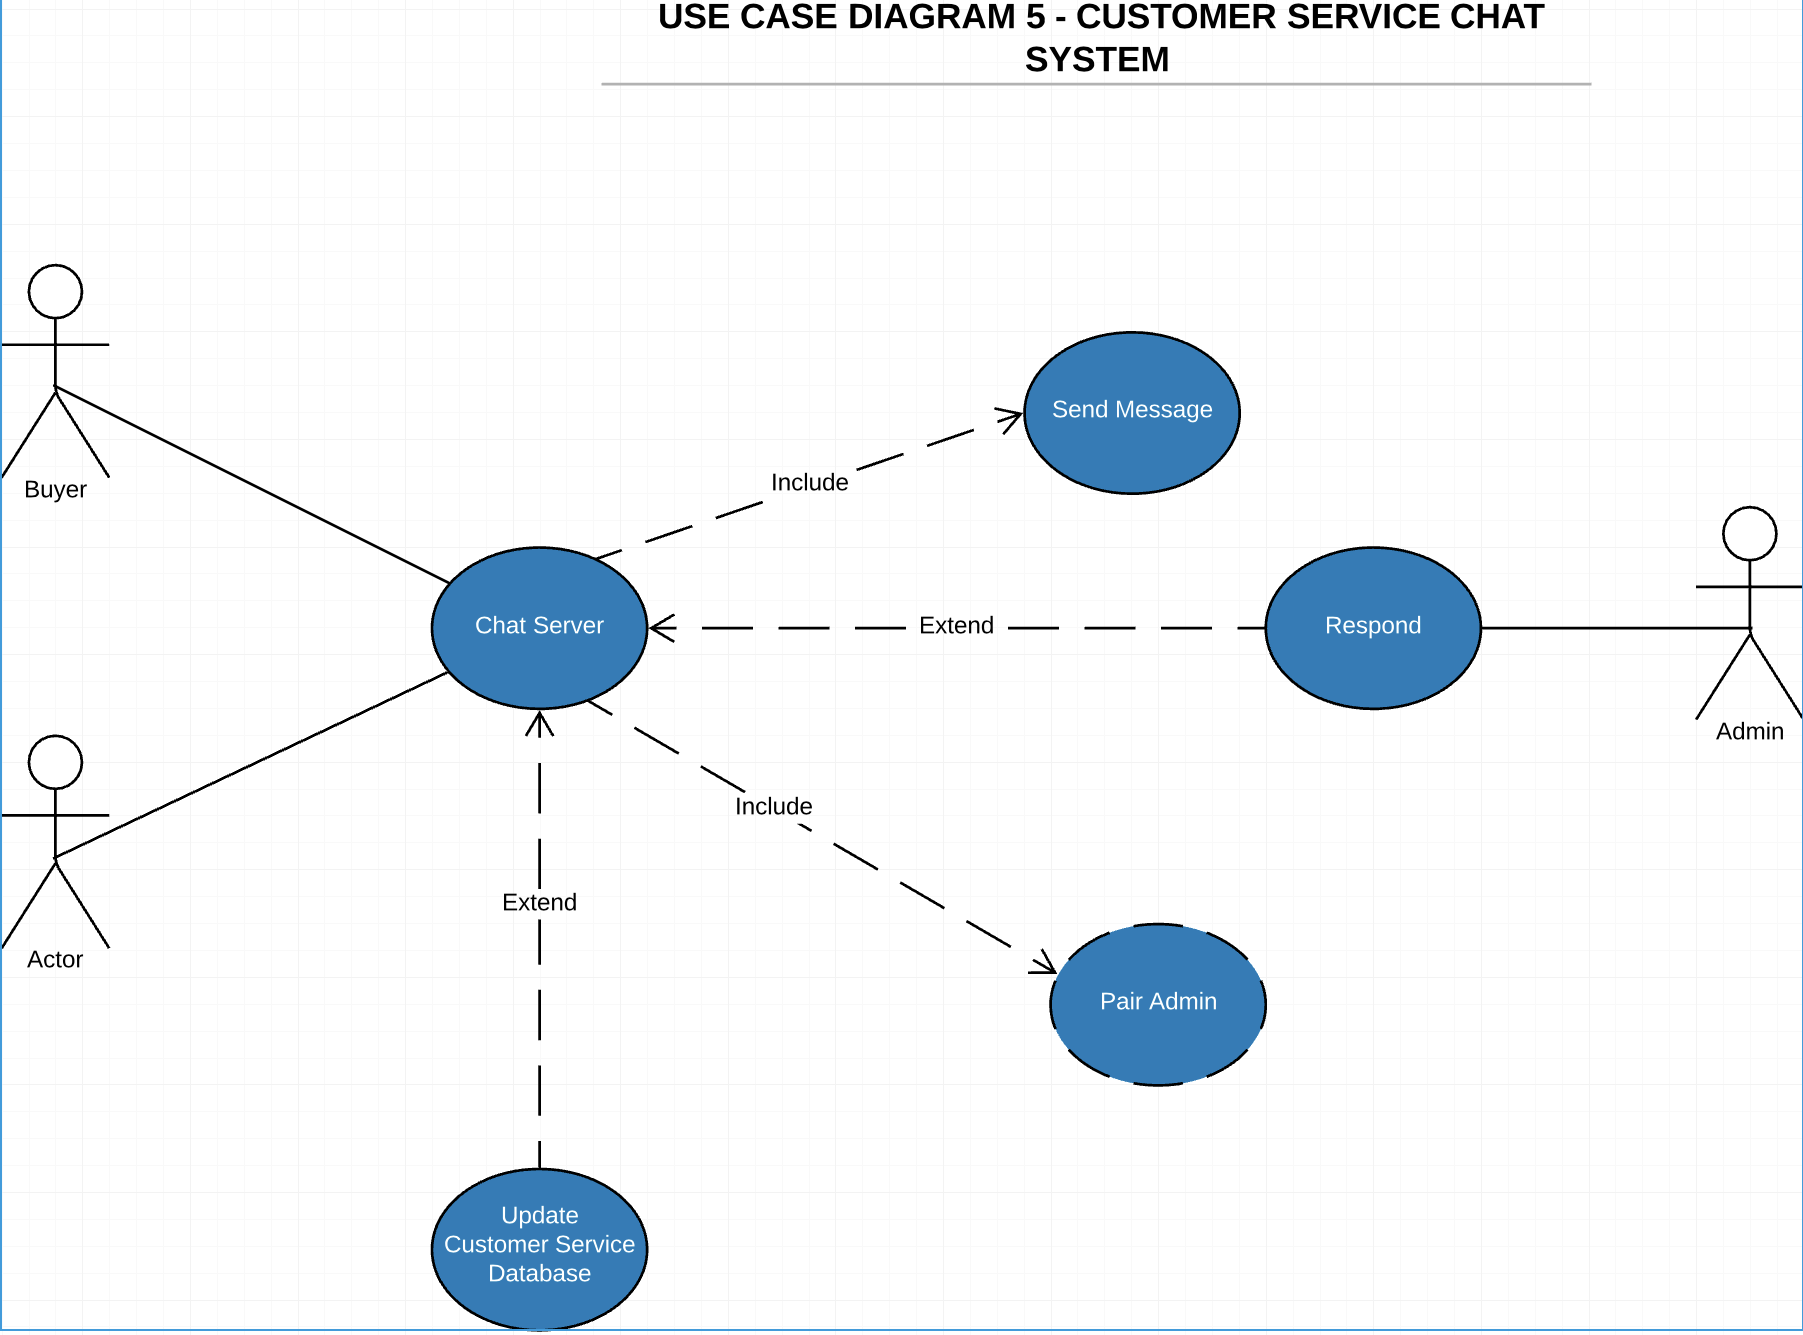 USE CASE DIAGRAM 5 - CUSTOMER SERVICE CHAT
SYSTEM
Buyer
Send Message
Include
Chat Server
Extend
Respond
Admin
Include
Extend
Actor
Pair Admin
Update
Customer Service
Database